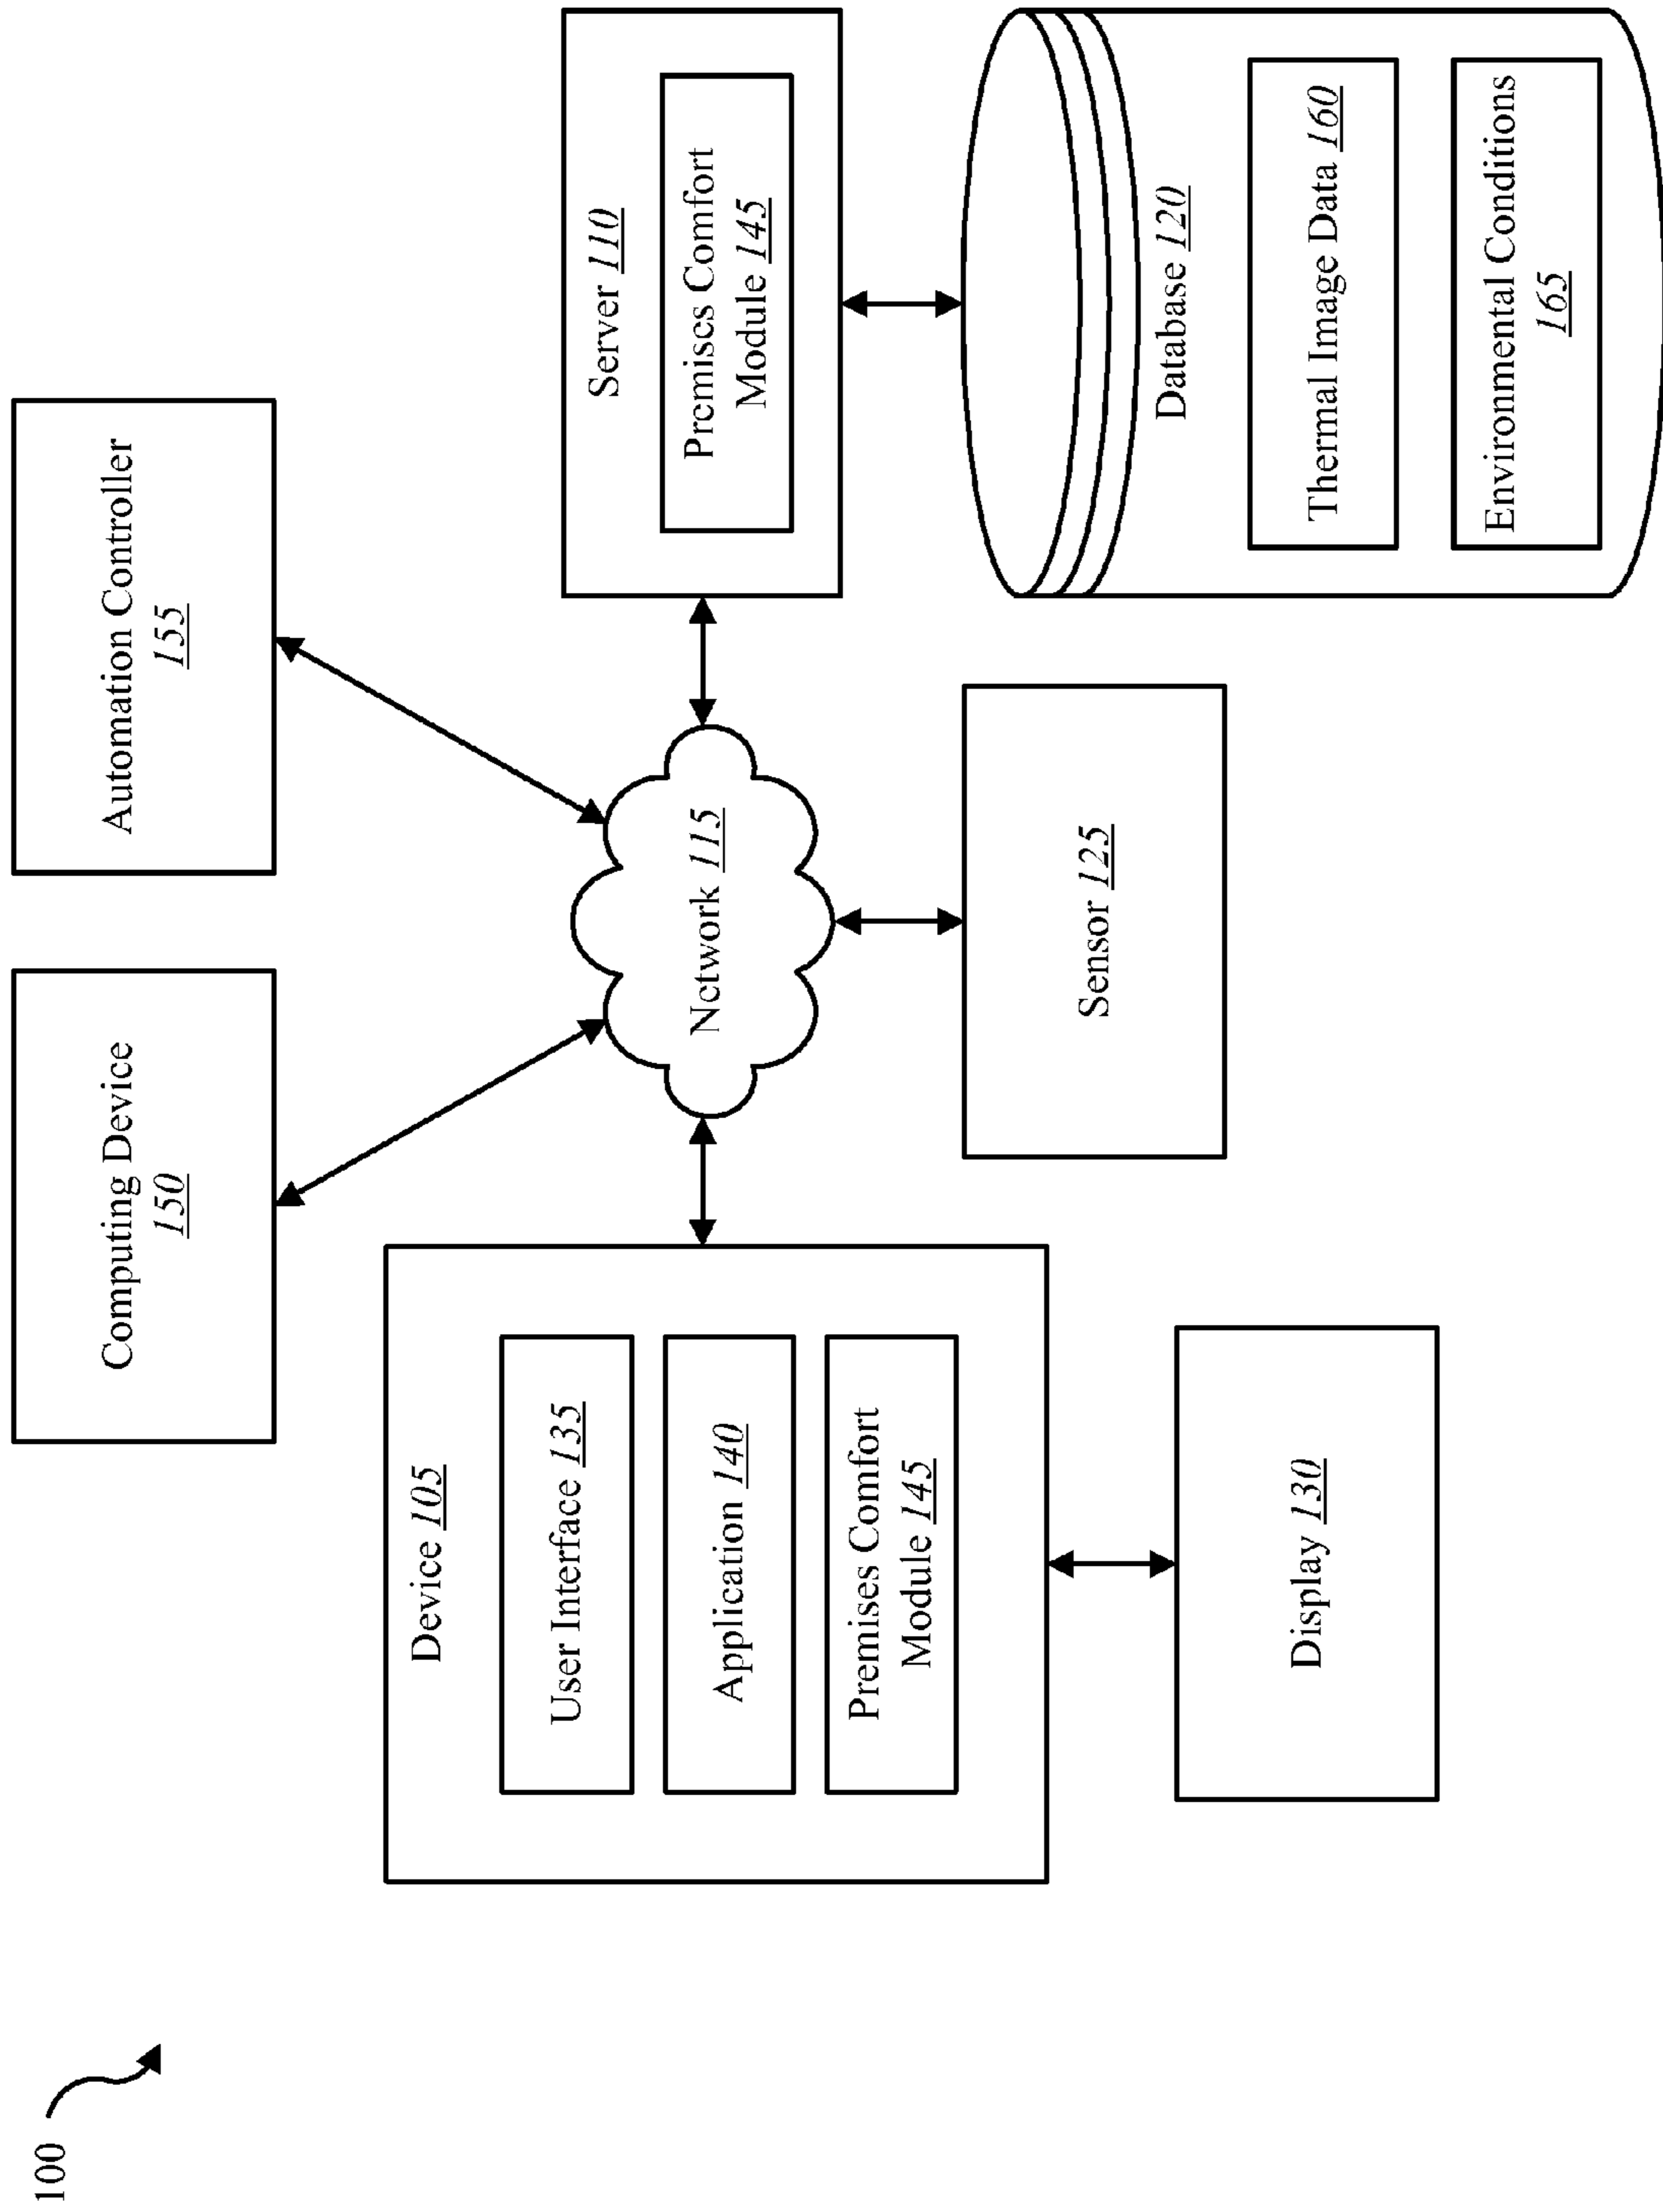 100
Computing Device
150
Automation Controller
155
Device 105
User Interface 135
Application 140
Premises Comfort
Module 145
Network 115
Server 110
Premises Comfort
Module 145
Display 130
Sensor 125
Database 120
Thermal Image Data 160
Environmental Conditions
165